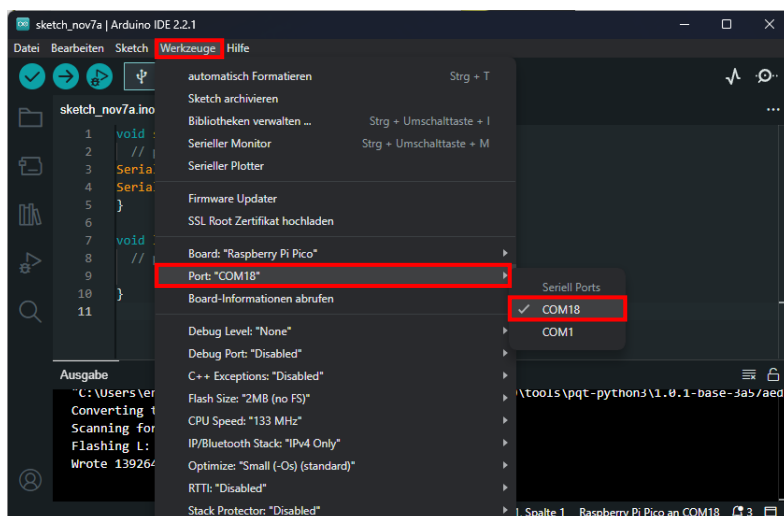 sketch_nov7a | Arduino IDE 2.2.1
Datei Bearbeiten Sketch Werkzeuge Hilfe
automatisch Formatieren Strg + T
sketch_nov7a.ino
Sketch archivieren
Bibliotheken verwalten ... Strg + Umschalttaste + I
1 void
Serieller Monitor Strg + Umschalttaste + M
2 //
Serieller Plotter
3 Seria
4 Seria
Firmware Updater
5 }
SSL Root Zertifikat hochladen
6
7 void
Board: "Raspberry Pi Pico"
8 //
Port: "COM18"
9
Seriell Ports
10 }
Board-Informationen abrufen
COM18
11
Debug Level: "None"
COM1
Debug Port: "Disabled"
Ausgabe
C++ Exceptions: "Disabled"
"C:\Users\er \tools\pqt-python3\1.0.1-base-3a57aed
Flash Size: "2MB (no FS)"
Converting
CPU Speed: "133 MHz"
Scanning for
IP/Bluetooth Stack: "IPv4 Only"
Flashing L:
Optimize: "Small (-Os) (standard)"
Wrote 139264
RTTI: "Disabled"
Stack Protector: "Disabled"
Spalte 1 Raspberry Pi Pico an COM18 3